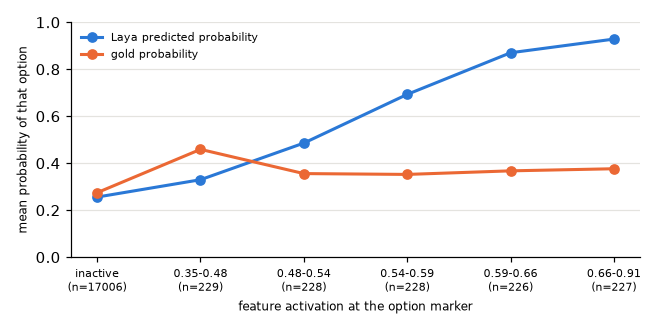 Laya predicted probability
gold probability
mean probability of that option
1.0
0.8
0.6
0.4
0.2
0.0
inactive 0.35-0.48 0.48-0.54 0.54-0.59 0.59-0.66 0.66-0.91
(n=17006) (n=229) (n=228) (n=228) (n=226) (n=227)
feature activation at the option marker